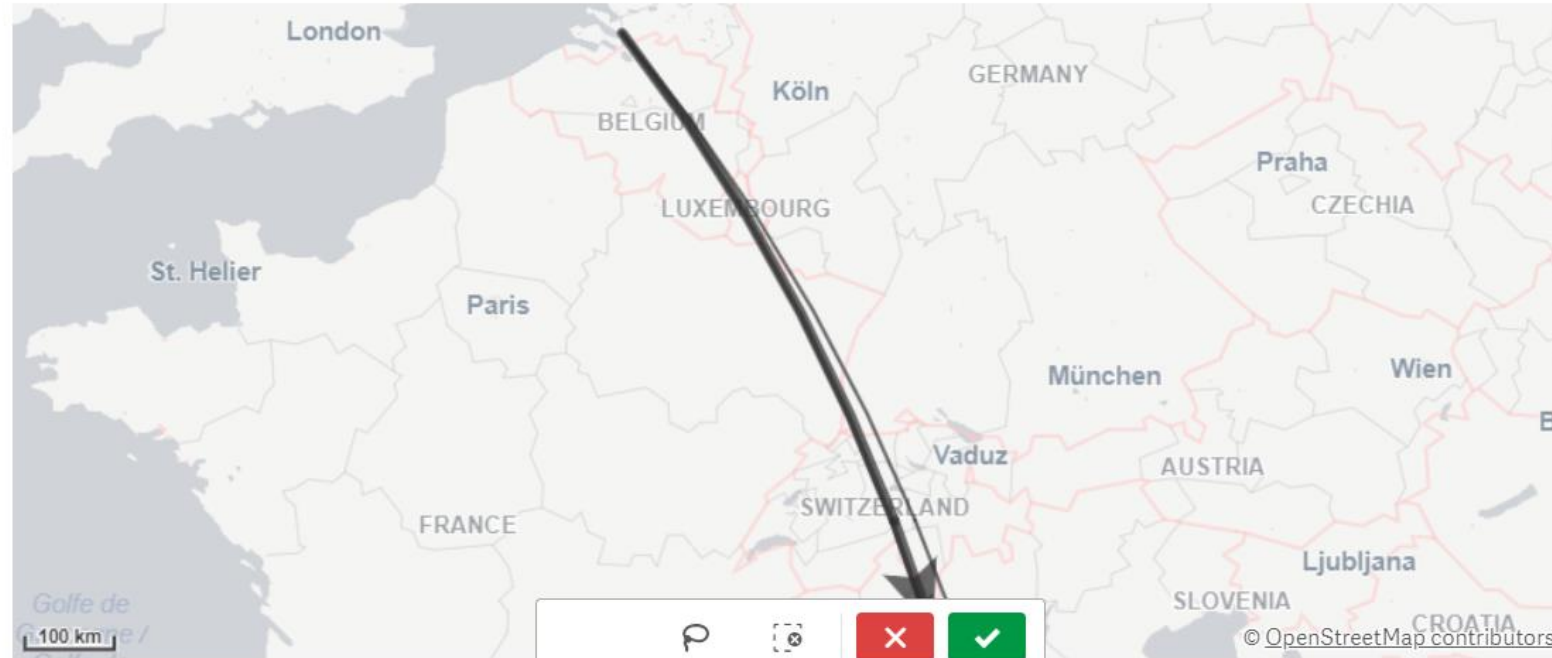 London
GERMANY
Köln
BELGIUM
Praha
LUXEMBOURG
CZECHIA
St. Helier
Paris
Wien
München
Vaduz
AUSTRIA
SWITZERLAND
FRANCE
Ljubljana
Golfe de
SLOVENIA
CROATIA
100 km
© OpenStreetMap contributors